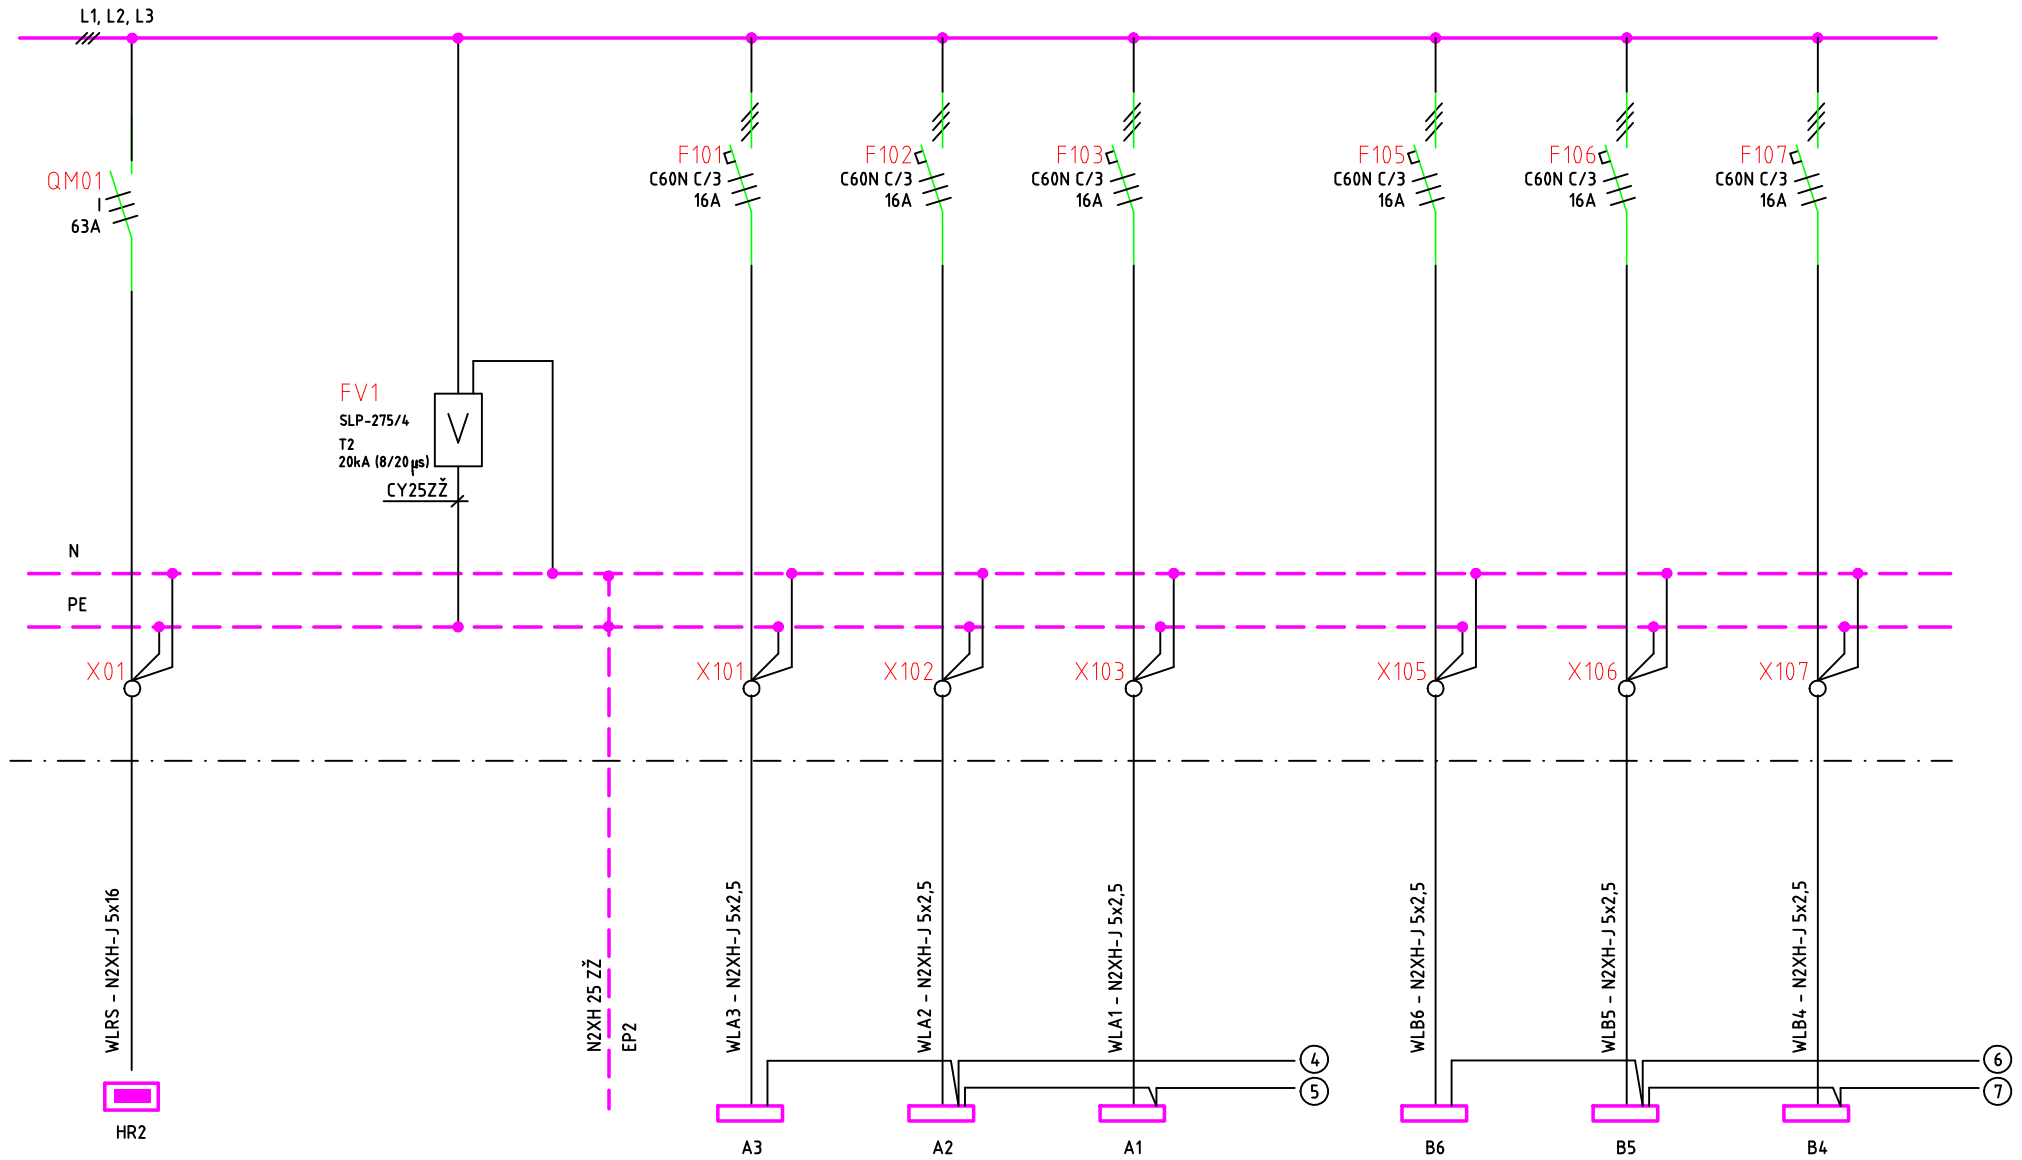 L1, L2, L3
QM01
I
63A
FV1
SLP-275/4
T2
20kA (8/20µs)
CY25ZŽ
F101
C60N C/3
16A
F102
C60N C/3
16A
F103
C60N C/3
16A
F105
C60N C/3
16A
F106
C60N C/3
16A
F107
C60N C/3
16A
N
PE
X01
X101
X102
X103
X105
X106
X107
WLRS - N2XH-J 5x16
N2XH 25 ZŽ
EP2
WLA3 - N2XH-J 5x2,5
WLA2 - N2XH-J 5x2,5
WLA1 - N2XH-J 5x2,5
WLB6 - N2XH-J 5x2,5
WLB5 - N2XH-J 5x2,5
WLB4 - N2XH-J 5x2,5
4
5
6
7
HR2
A3
A2
A1
B6
B5
B4